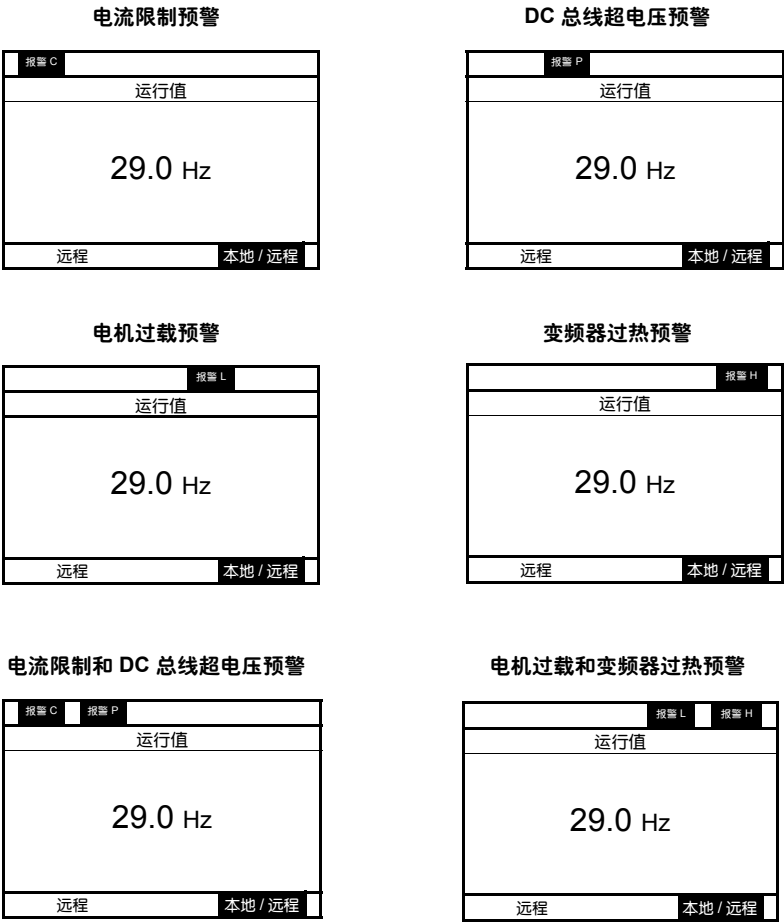 电流限制预警
报警 C
运行值
29.0 Hz
远程
本地 / 远程
DC 总线超电压预警
报警 P
运行值
29.0 Hz
远程
本地 / 远程
电机过载预警
报警 L
运行值
29.0 Hz
远程
本地 / 远程
变频器过热预警
报警 H
运行值
29.0 Hz
远程
本地 / 远程
电流限制和 DC 总线超电压预警
报警 C 报警 P
运行值
29.0 Hz
远程
本地 / 远程
电机过载和变频器过热预警
报警 L 报警 H
运行值
29.0 Hz
远程
本地 / 远程